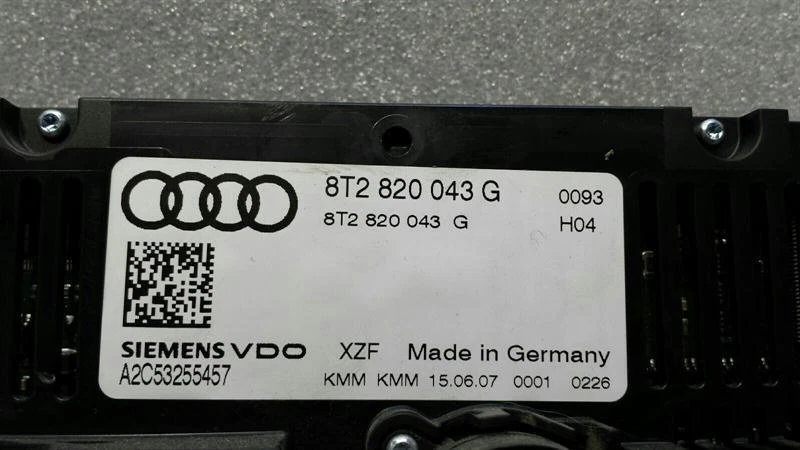 8T2 820 043 G 0093
8T2 820 043 G H04
SIEMENS VDO XZF Made in Germany
A2C53255457 KMM KMM 15.06.07 0001 0226